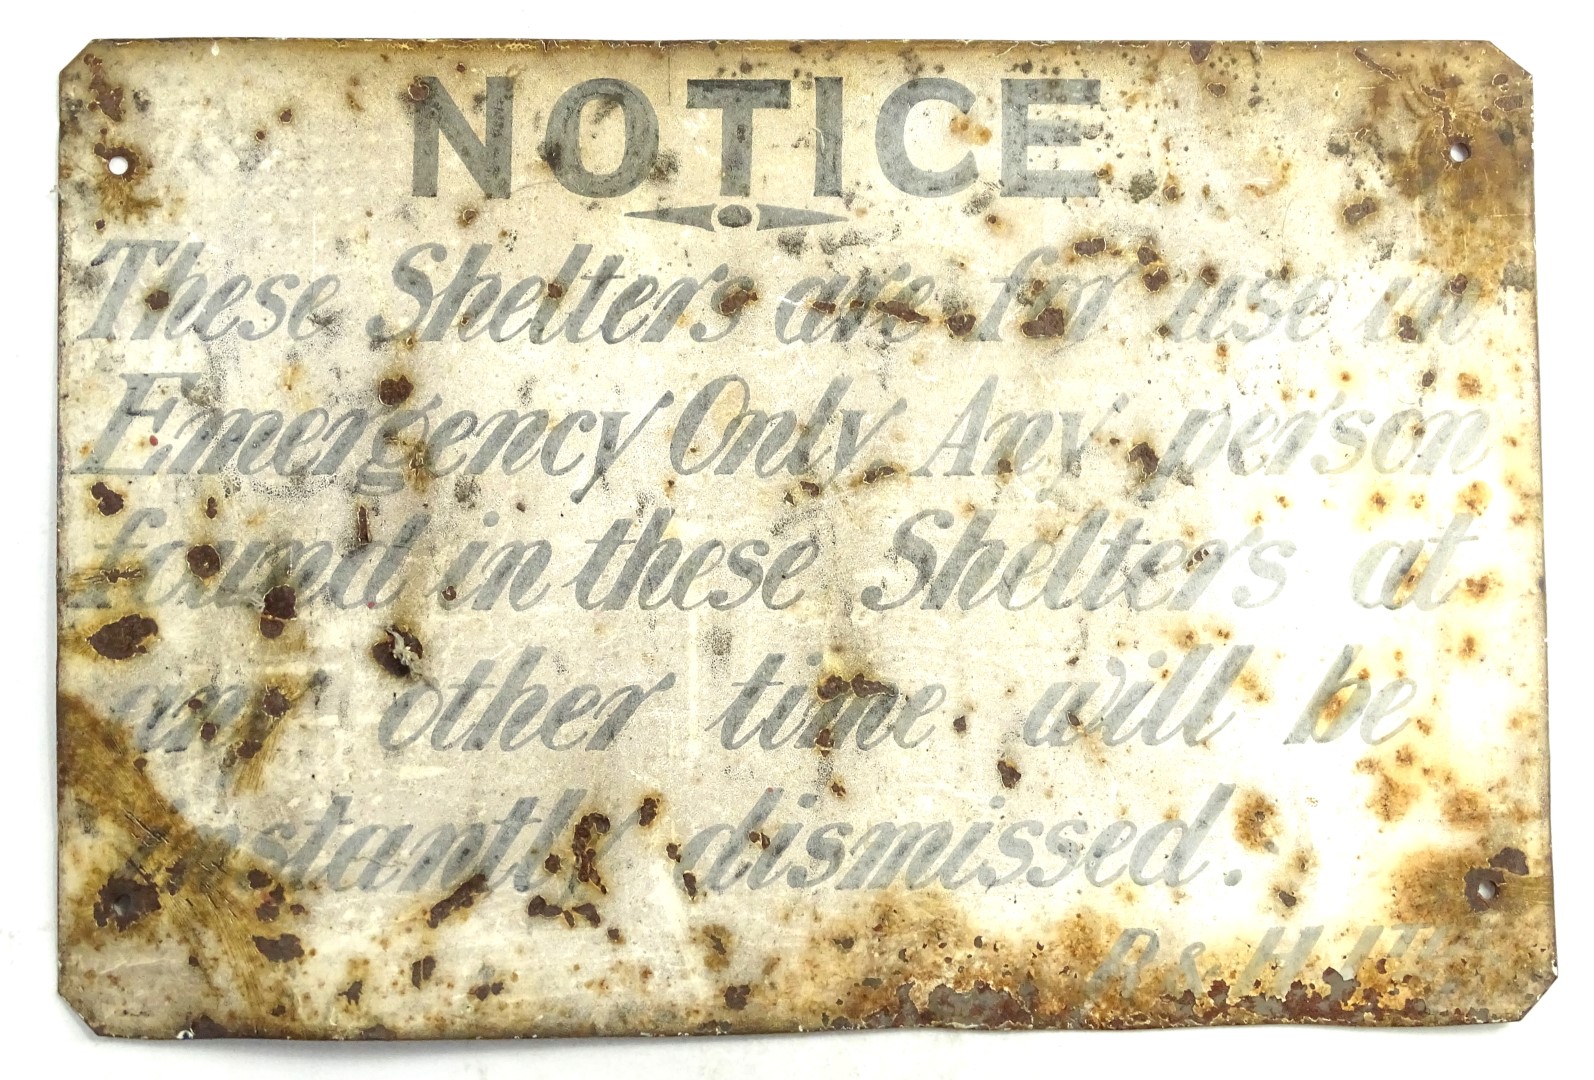 NOTICE
These Shelters are for use in
Emergency Only. Any person
found in these Shelters at
any other time will be
instantly dismissed.
R & H LTD